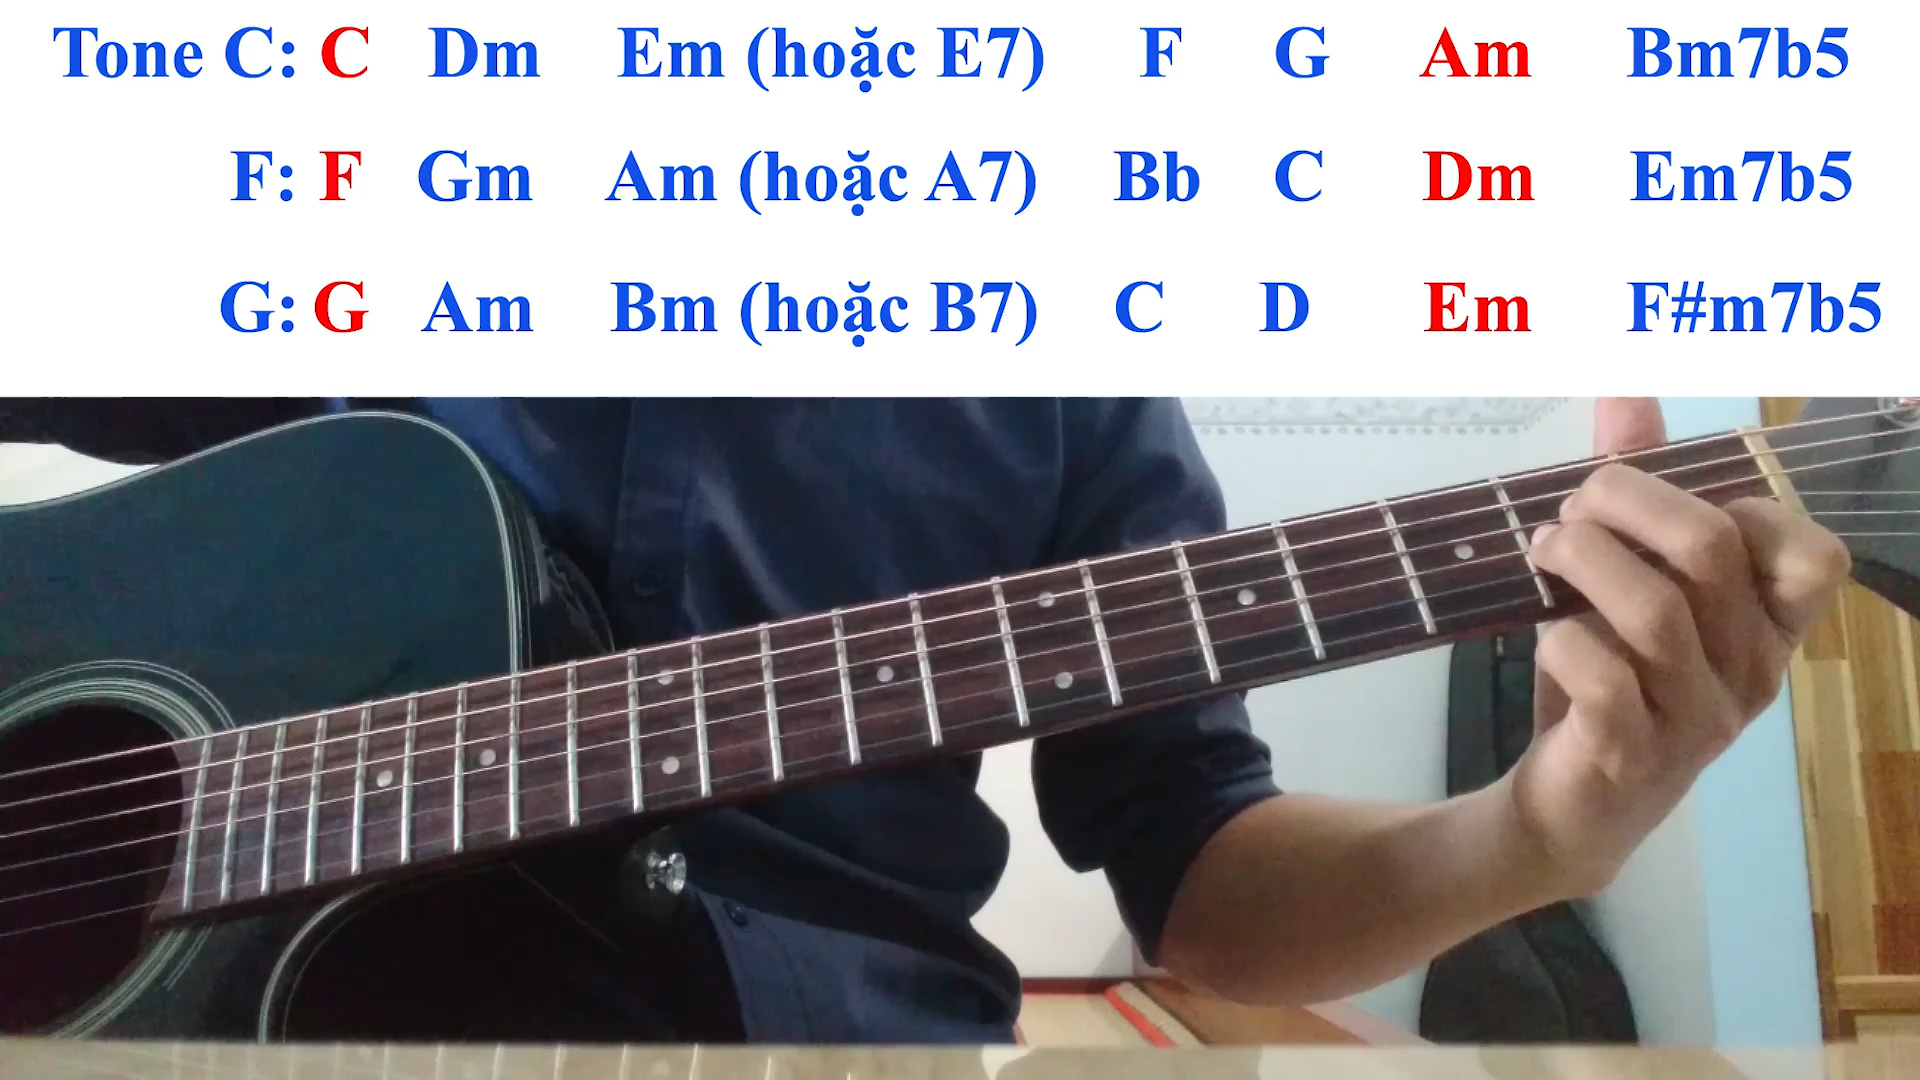 Tone C: C Dm Em (hoặc E7) F G Am Bm7b5
F: F Gm Am (hoặc A7) Bb C Dm Em7b5
G: G Am Bm (hoặc B7) C D Em F#m7b5